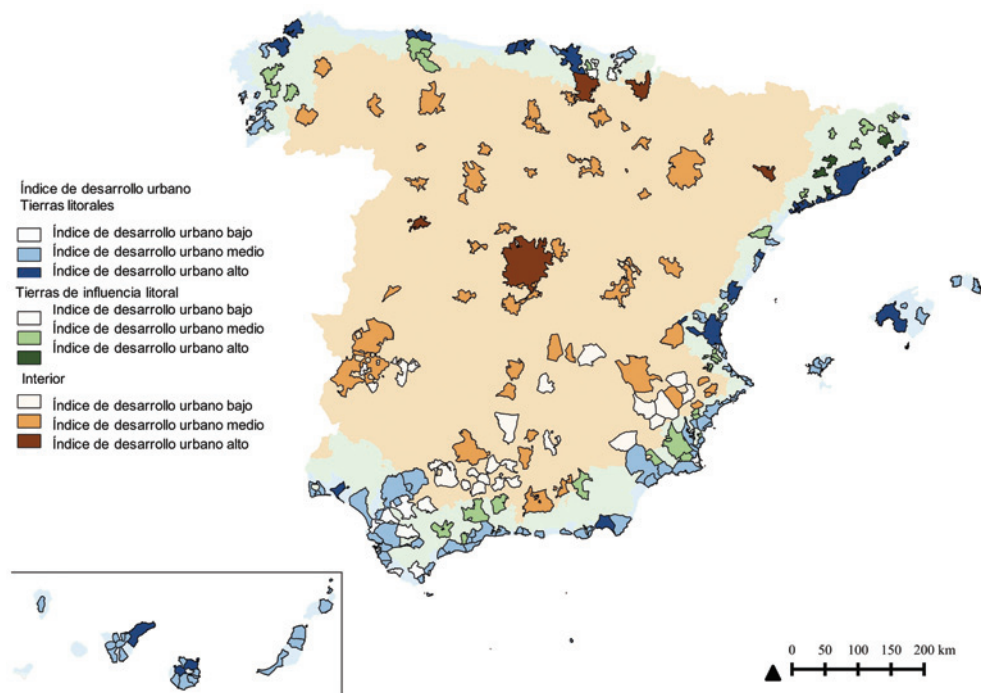 Índice de desarrollo urbano
Tierras litorales
Índice de desarrollo urbano bajo
Índice de desarrollo urbano medio
Índice de desarrollo urbano alto
Tierras de influencia litoral
Índice de desarrollo urbano bajo
Índice de desarrollo urbano medio
Índice de desarrollo urbano alto
Interior
Índice de desarrollo urbano bajo
Índice de desarrollo urbano medio
Índice de desarrollo urbano alto
0 50 100 150 200 km